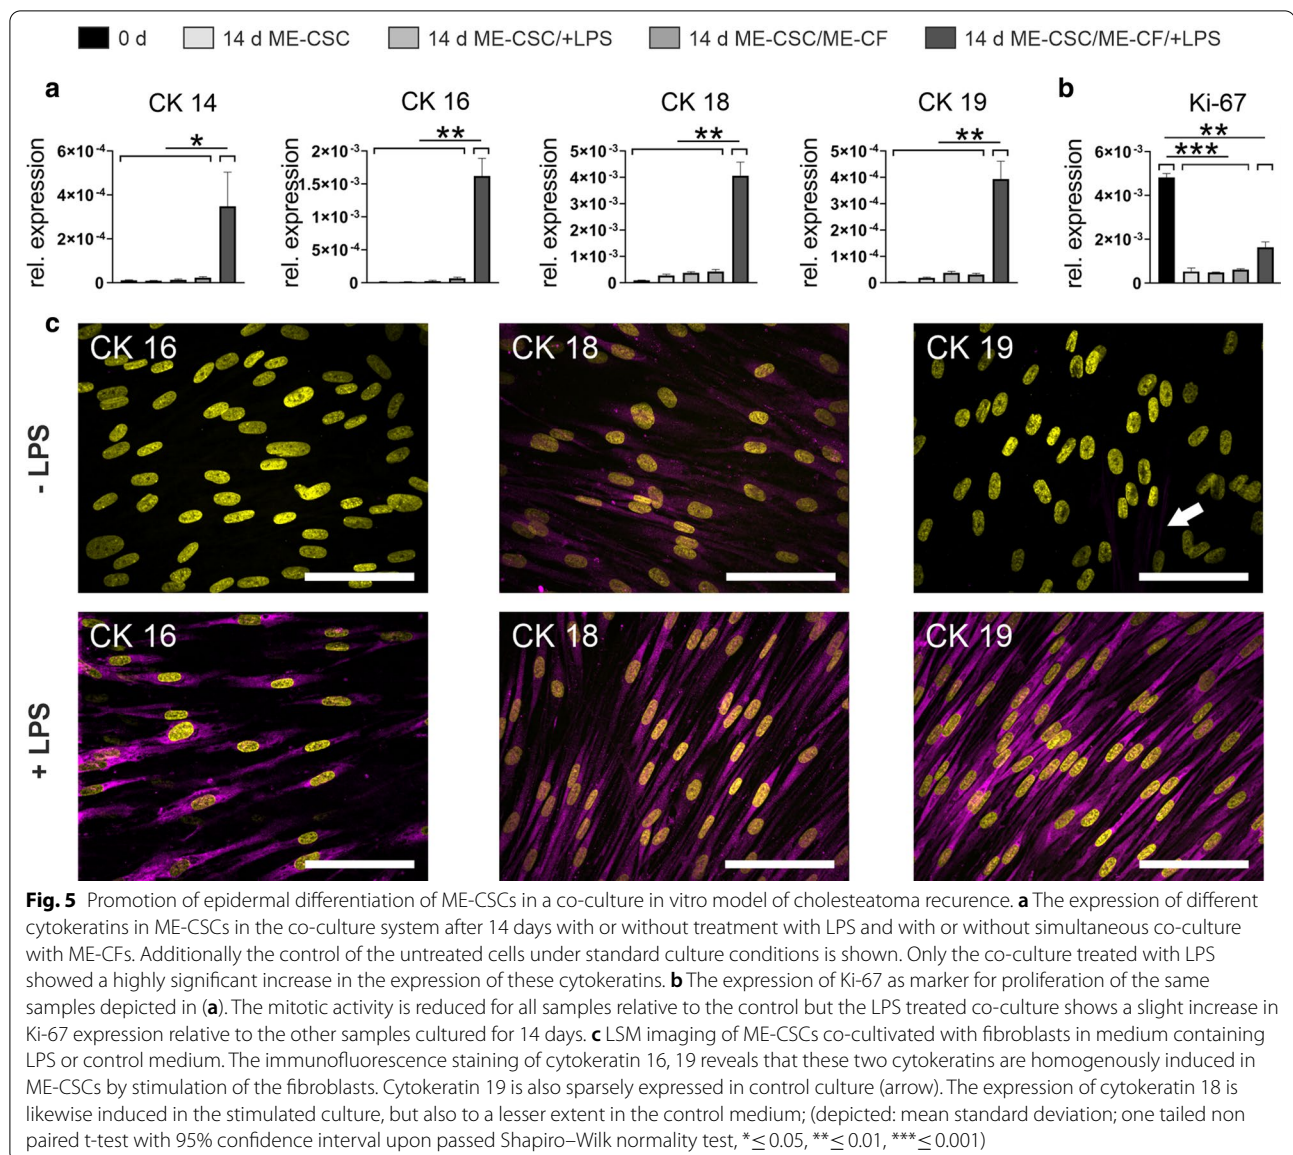 0 d 14 d ME-CSC 14 d ME-CSC/+LPS 14 d ME-CSC/ME-CF 14 d ME-CSC/ME-CF/+LPS
a
CK 14
rel. expression
6×10⁻⁴
4×10⁻⁴
2×10⁻⁴
0
*
CK 16
rel. expression
2×10⁻³
1.5×10⁻³
1×10⁻³
5×10⁻⁴
0
**
CK 18
rel. expression
5×10⁻³
4×10⁻³
3×10⁻³
2×10⁻³
1×10⁻³
0
**
CK 19
rel. expression
5×10⁻⁴
4×10⁻⁴
3×10⁻⁴
2×10⁻⁴
1×10⁻⁴
0
**
b
Ki-67
rel. expression
6×10⁻³
4×10⁻³
2×10⁻³
0
**
***
c
- LPS
CK 16
CK 18
CK 19
+ LPS
CK 16
CK 18
CK 19
Fig. 5 Promotion of epidermal differentiation of ME-CSCs in a co-culture in vitro model of cholesteatoma recurence. a The expression of different
cytokeratins in ME-CSCs in the co-culture system after 14 days with or without treatment with LPS and with or without simultaneous co-culture
with ME-CFs. Additionally the control of the untreated cells under standard culture conditions is shown. Only the co-culture treated with LPS
showed a highly significant increase in the expression of these cytokeratins. b The expression of Ki-67 as marker for proliferation of the same
samples depicted in (a). The mitotic activity is reduced for all samples relative to the control but the LPS treated co-culture shows a slight increase in
Ki-67 expression relative to the other samples cultured for 14 days. c LSM imaging of ME-CSCs co-cultivated with fibroblasts in medium containing
LPS or control medium. The immunofluorescence staining of cytokeratin 16, 19 reveals that these two cytokeratins are homogenously induced in
ME-CSCs by stimulation of the fibroblasts. Cytokeratin 19 is also sparsely expressed in control culture (arrow). The expression of cytokeratin 18 is
likewise induced in the stimulated culture, but also to a lesser extent in the control medium; (depicted: mean standard deviation; one tailed non
paired t-test with 95% confidence interval upon passed Shapiro–Wilk normality test, *≤0.05, **≤0.01, ***≤0.001)